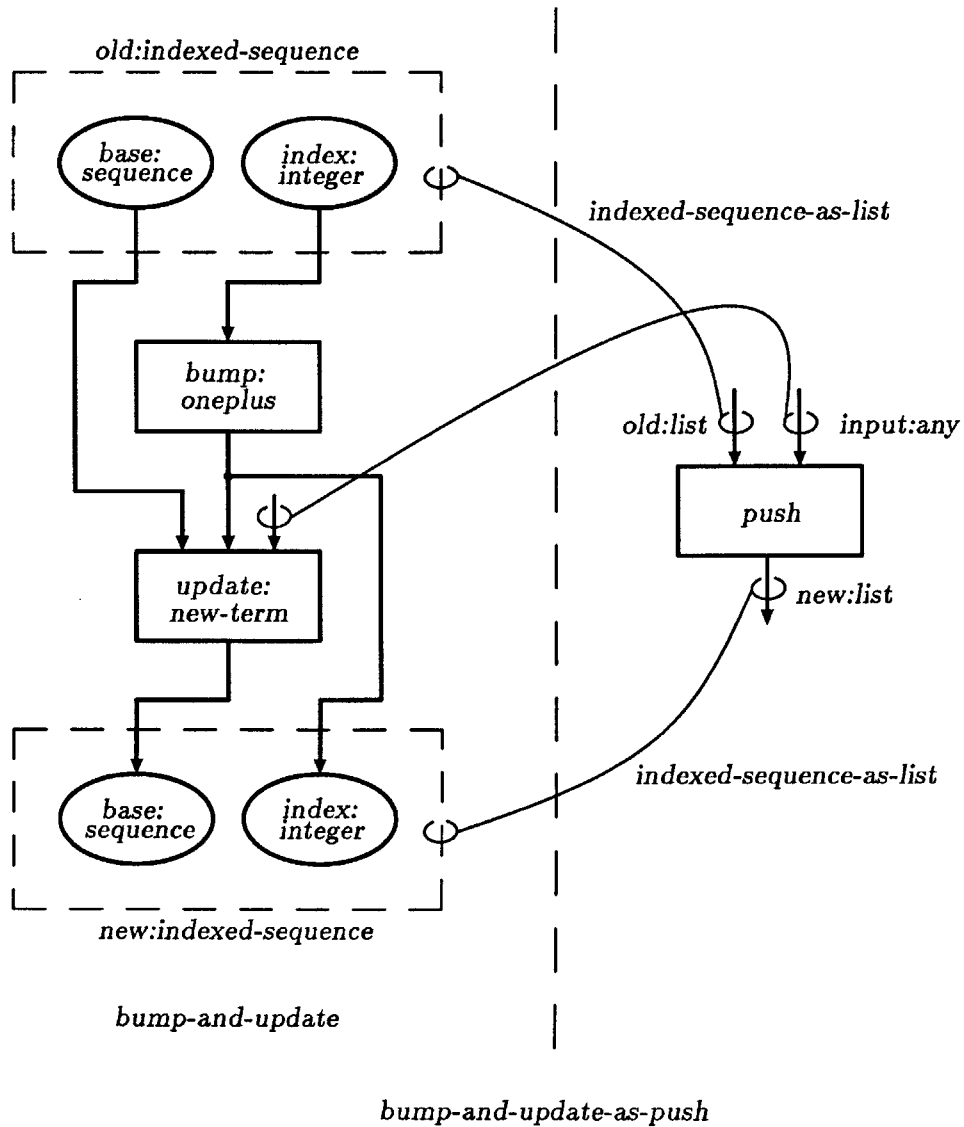 old:indexed-sequence
base:
sequence
index:
integer
indexed-sequence-as-list
bump:
oneplus
old:list
input:any
push
update:
new-term
new:list
indexed-sequence-as-list
base:
sequence
index:
integer
new:indexed-sequence
bump-and-update
bump-and-update-as-push